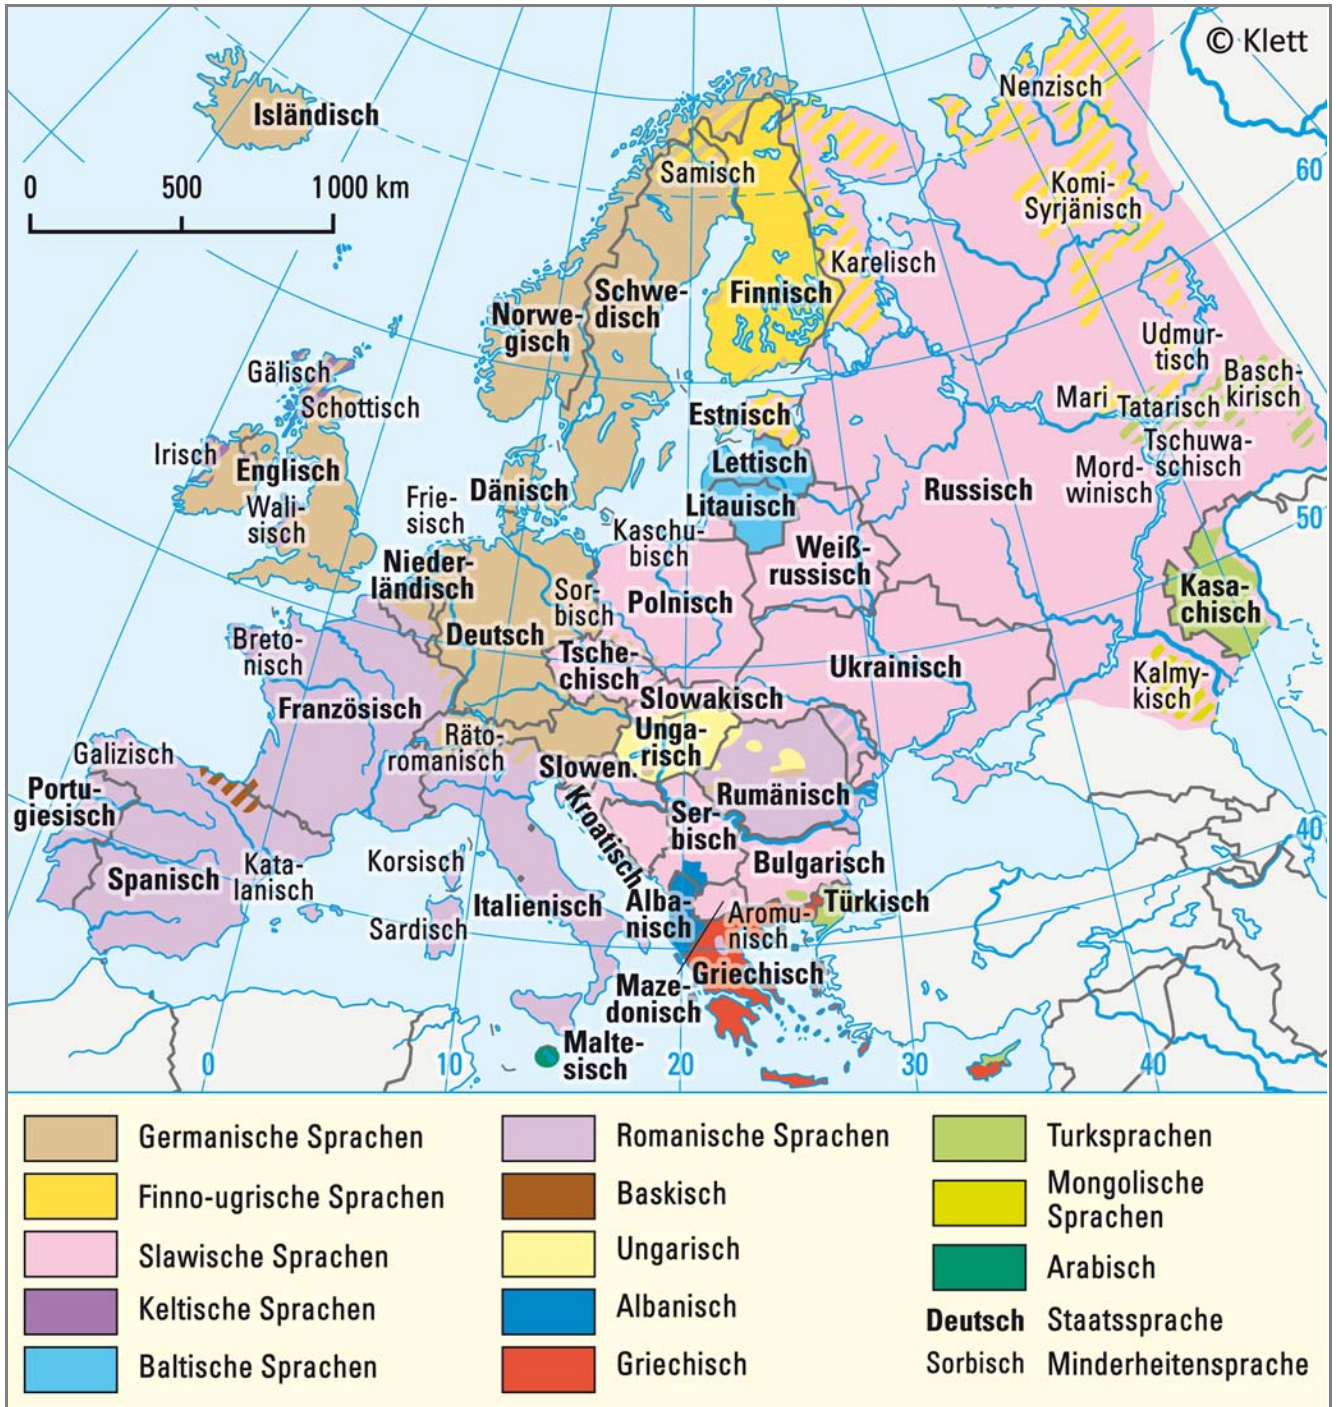 © Klett
Isländisch
Nenzisch
0 500 1 000 km
60
Samisch
Komi-
Syrjänisch
Karelisch
Schwe-
disch
Finnisch
Norwe-
gisch
Udmur-
tisch
Basch-
kirisch
Gälisch
Schottisch
Mari
Tatarisch
Estnisch
Irisch
Englisch
Lettisch
Tschuwa-
schisch
Mord-
winisch
Wali-
sisch
Frie-
sisch
Dänisch
Litauisch
Russisch
50
Kaschu-
bisch
Weiß-
russisch
Nieder-
ländisch
Sor-
bisch
Polnisch
Kasa-
chisch
Breto-
nisch
Deutsch
Tsche-
chisch
Ukrainisch
Kalmy-
kisch
Französisch
Slowakisch
Galizisch
Räto-
romanisch
Unga-
risch
Slowen.
Portu-
giesisch
Kroatisch
Rumänisch
Ser-
bisch
40
Spanisch
Kata-
lanisch
Korsisch
Bulgarisch
Sardisch
Italienisch
Alba-
nisch
Türkisch
Aromu-
nisch
Griechisch
Maze-
donisch
Malte-
sisch
0 10 20 30 40
Germanische Sprachen
Finno-ugrische Sprachen
Slawische Sprachen
Keltische Sprachen
Baltische Sprachen
Romanische Sprachen
Baskisch
Ungarisch
Albanisch
Griechisch
Turksprachen
Mongolische
Sprachen
Arabisch
Deutsch Staatssprache
Sorbisch Minderheitensprache